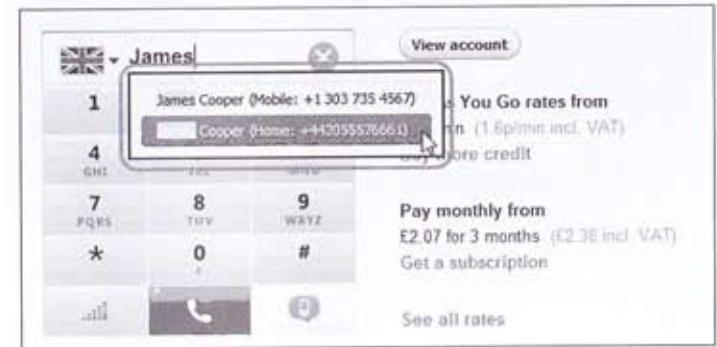 James
View account
James Cooper (Mobile: +1 303 735 4567)
Cooper (Home: +442055576661)
You Go rates from
(1.6p/min incl. VAT)
more credit
1
4
GHI
7
PQRS
8
TUV
9
WXYZ
*
0
+
#
Pay monthly from
£2.07 for 3 months (£2.38 incl. VAT)
Get a subscription
See all rates